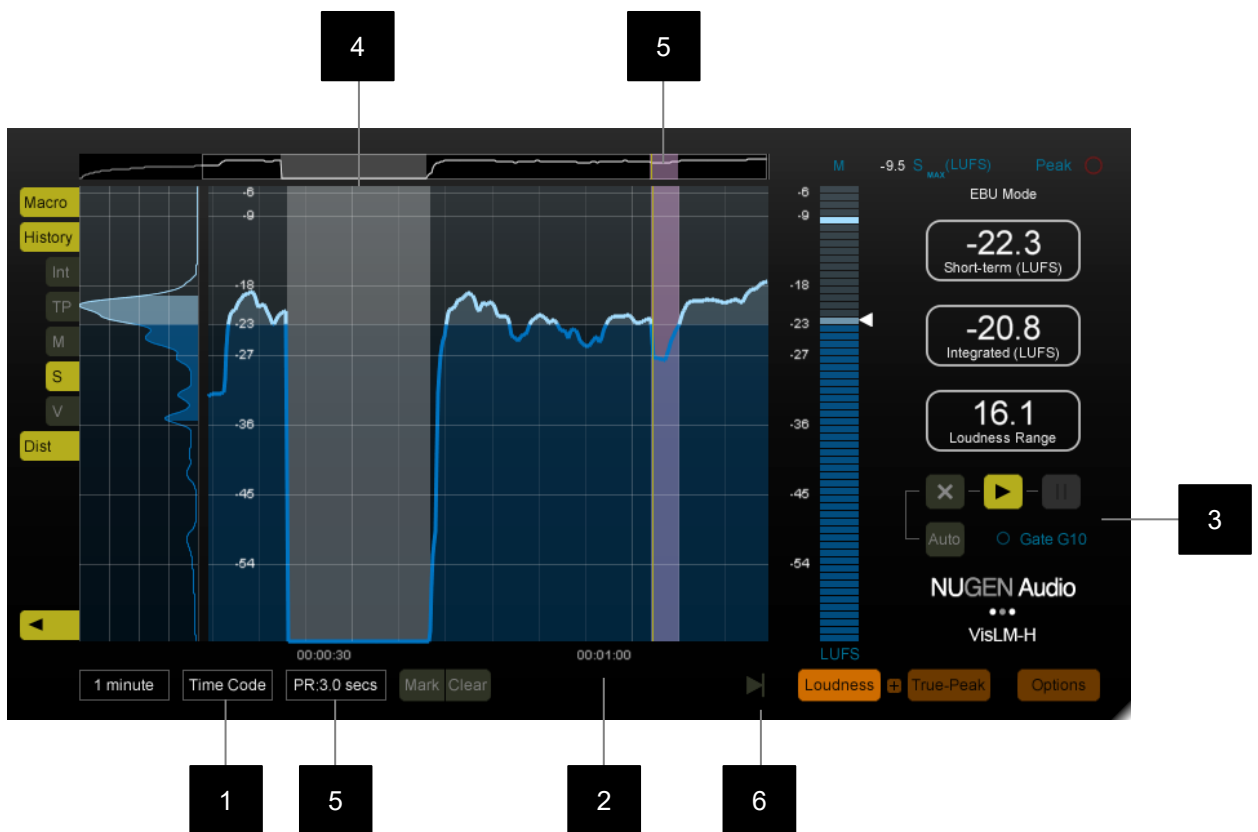 4
5
M
-9.5 S MAX (LUFS)
Peak
EBU Mode
Macro
History
Int
TP
M
S
V
Dist
-6
-9
-18
-23
-27
-36
-45
-54
-6
-9
-18
-23
-27
-36
-45
-54
LUFS
-22.3
Short-term (LUFS)
-20.8
Integrated (LUFS)
16.1
Loudness Range
3
Auto
Gate G10
NUGEN Audio
VisLM-H
00:00:30
00:01:00
1 minute
Time Code
PR:3.0 secs
Mark
Clear
Loudness
+
True-Peak
Options
1
5
2
6